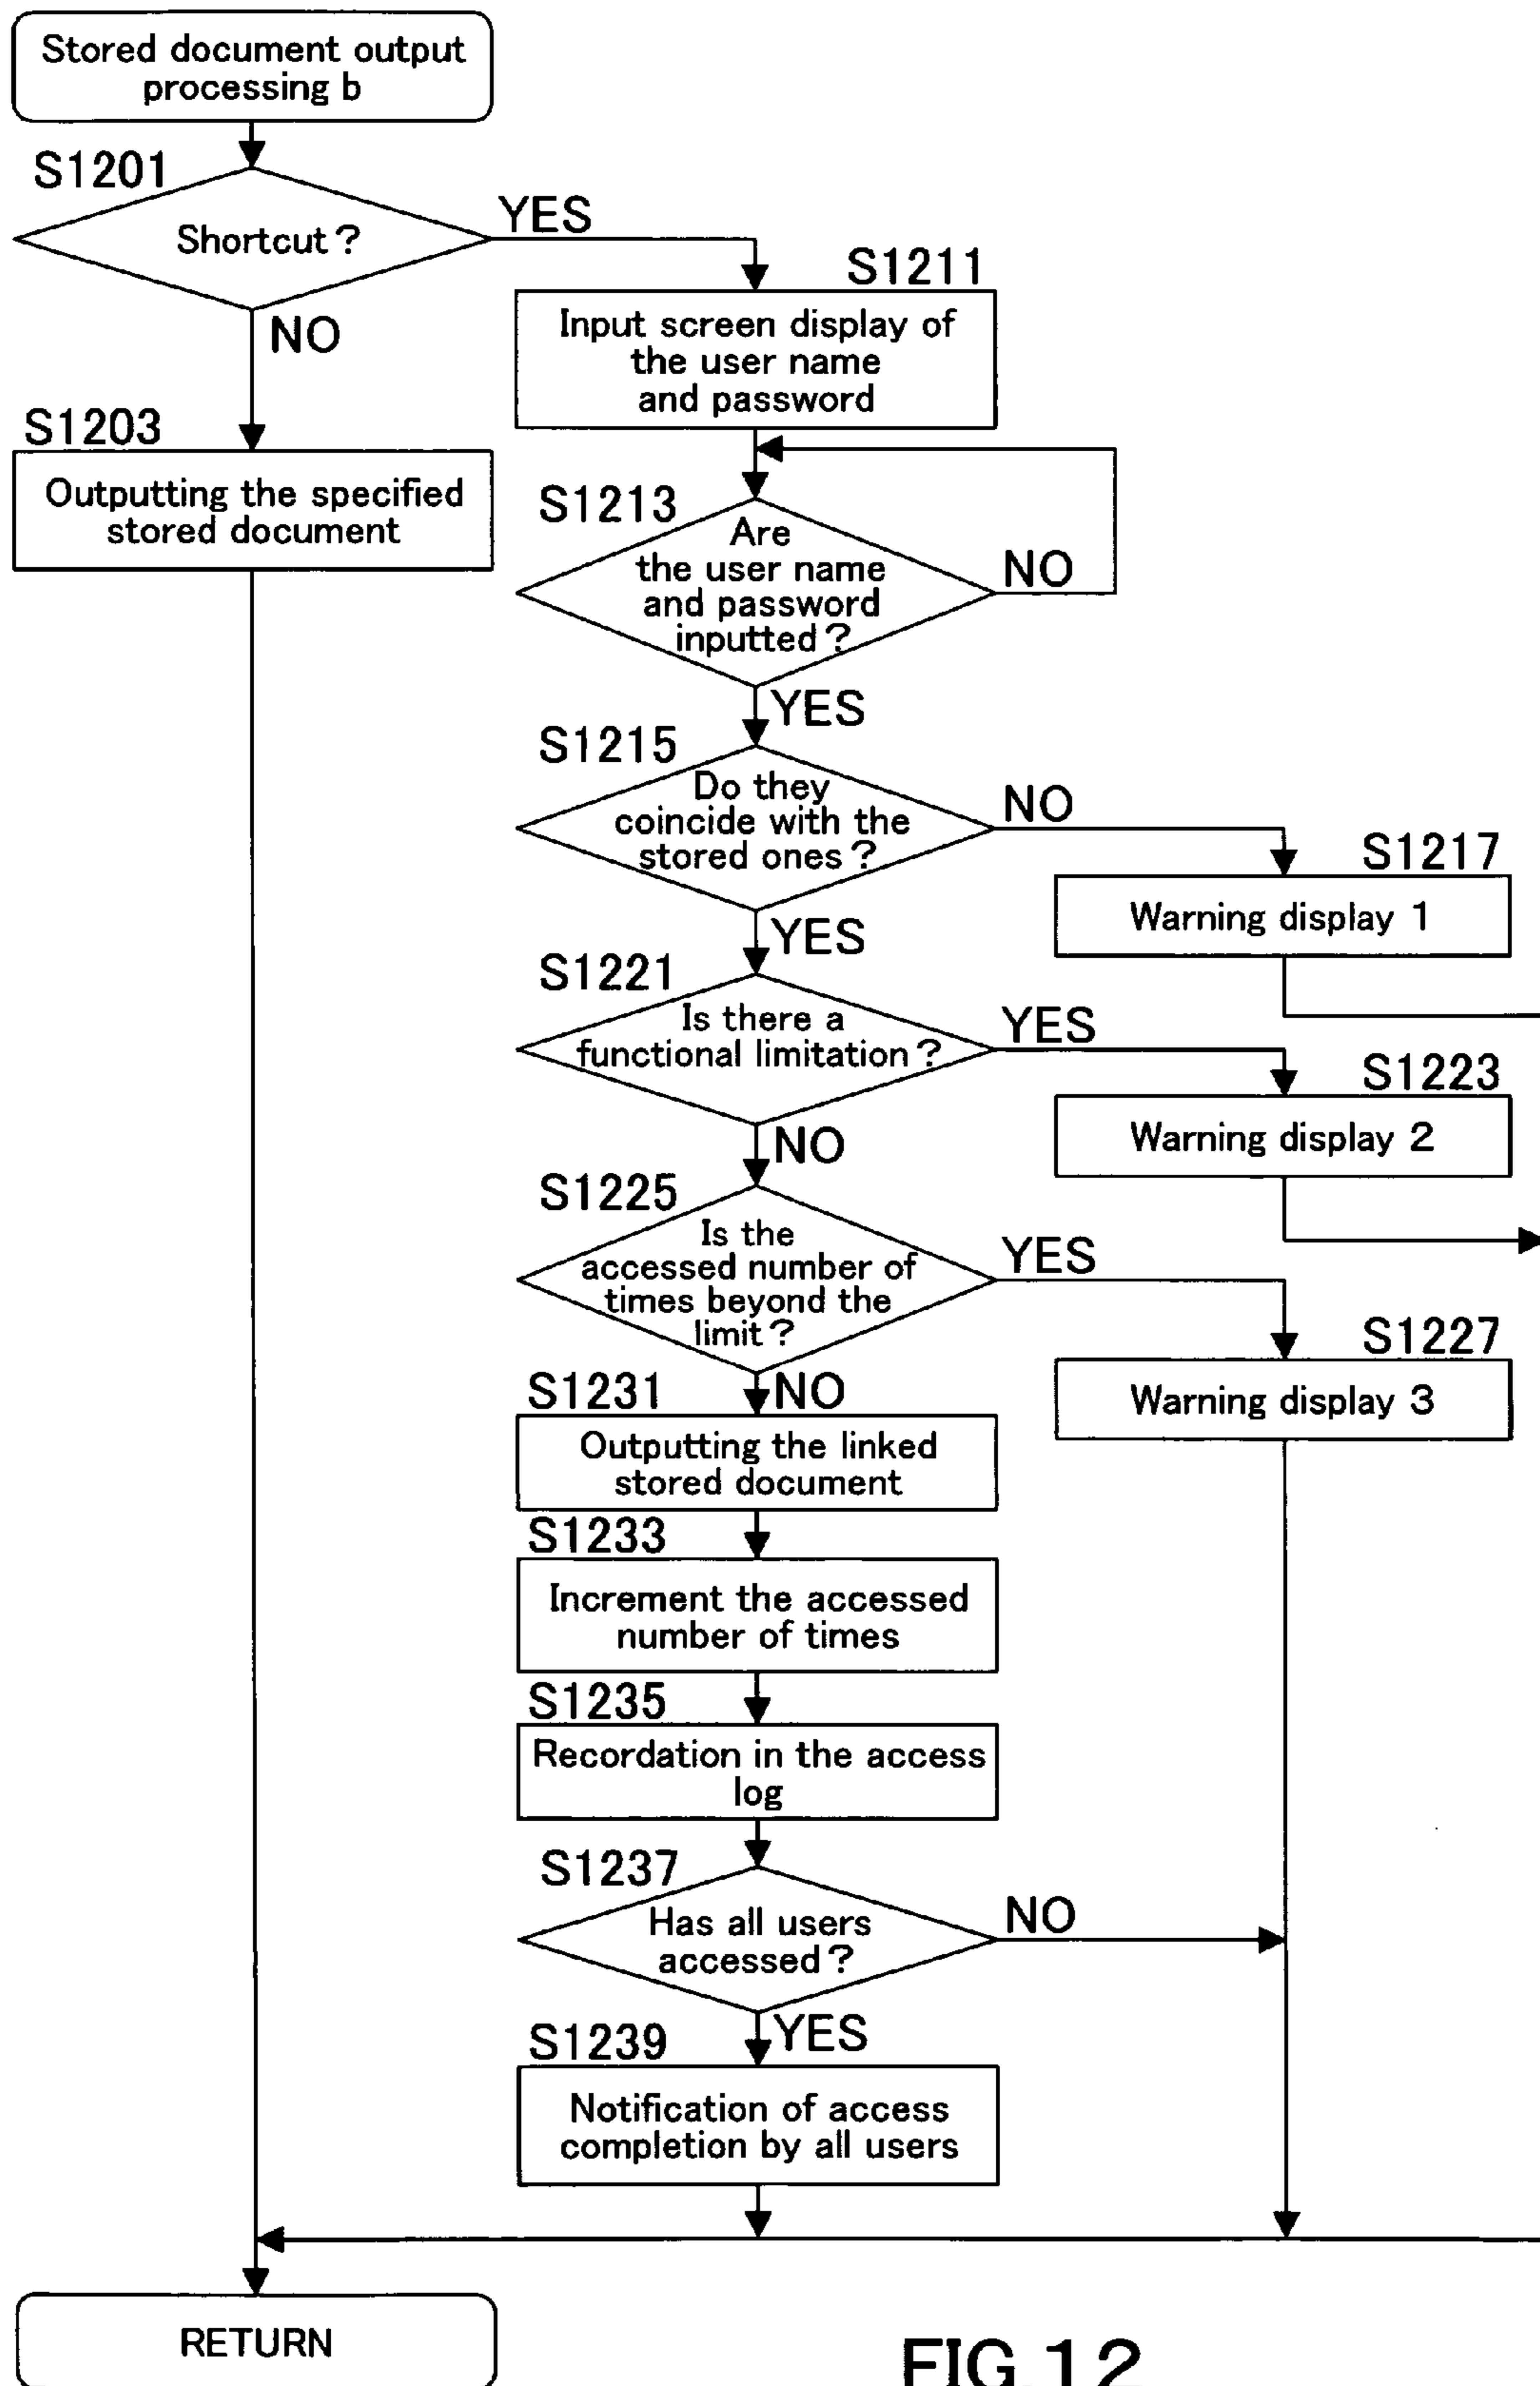 Stored document output
processing b
S1201
Shortcut?
YES
NO
S1203
Outputting the specified
stored document
S1211
Input screen display of
the user name
and password
S1213
Are
the user name
and password
inputted?
NO
YES
S1215
Do they
coincide with the
stored ones?
NO
S1217
Warning display 1
YES
S1221
Is there a
functional limitation?
YES
S1223
Warning display 2
NO
S1225
Is the
accessed number of
times beyond the
limit?
YES
S1227
Warning display 3
NO
S1231
Outputting the linked
stored document
S1233
Increment the accessed
number of times
S1235
Recordation in the access
log
S1237
Has all users
accessed?
NO
YES
S1239
Notification of access
completion by all users
RETURN
FIG.12